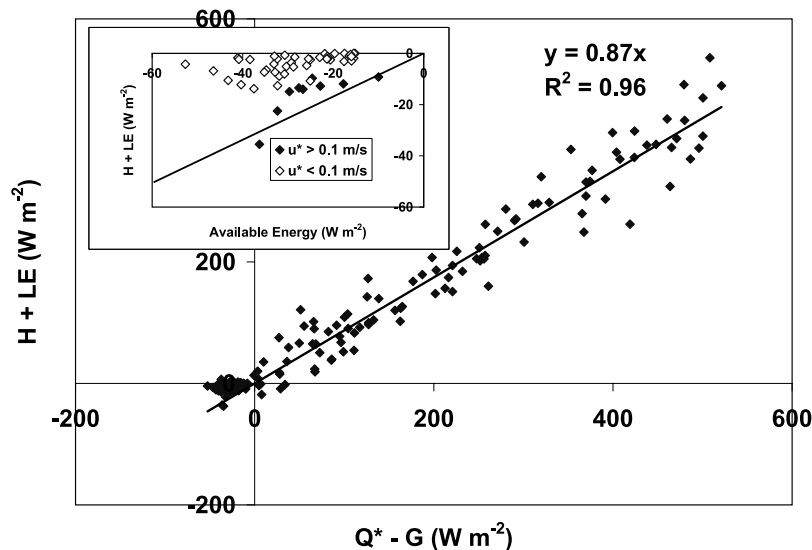 600
y = 0.87x
R² = 0.96
-60
-40
-20
0
0
-20
-40
-60
H + LE (W m⁻²)
u* > 0.1 m/s
u* < 0.1 m/s
Available Energy (W m⁻²)
H + LE (W m⁻²)
200
0
-200
-200
0
200
400
600
Q* - G (W m⁻²)